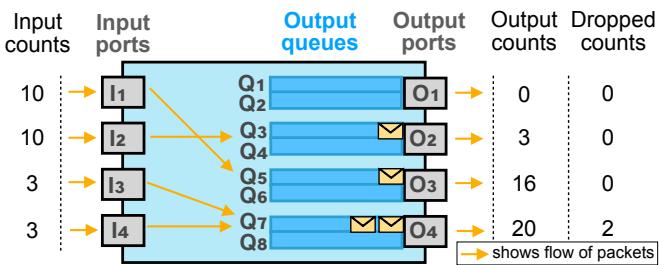 Input counts
Input ports
Output queues
Output ports
Output counts
Dropped counts
10 I1 Q1 Q2 O1 0 0
10 I2 Q3 Q4 O2 3 0
3 I3 Q5 Q6 O3 16 0
3 I4 Q7 Q8 O4 20 2
shows flow of packets